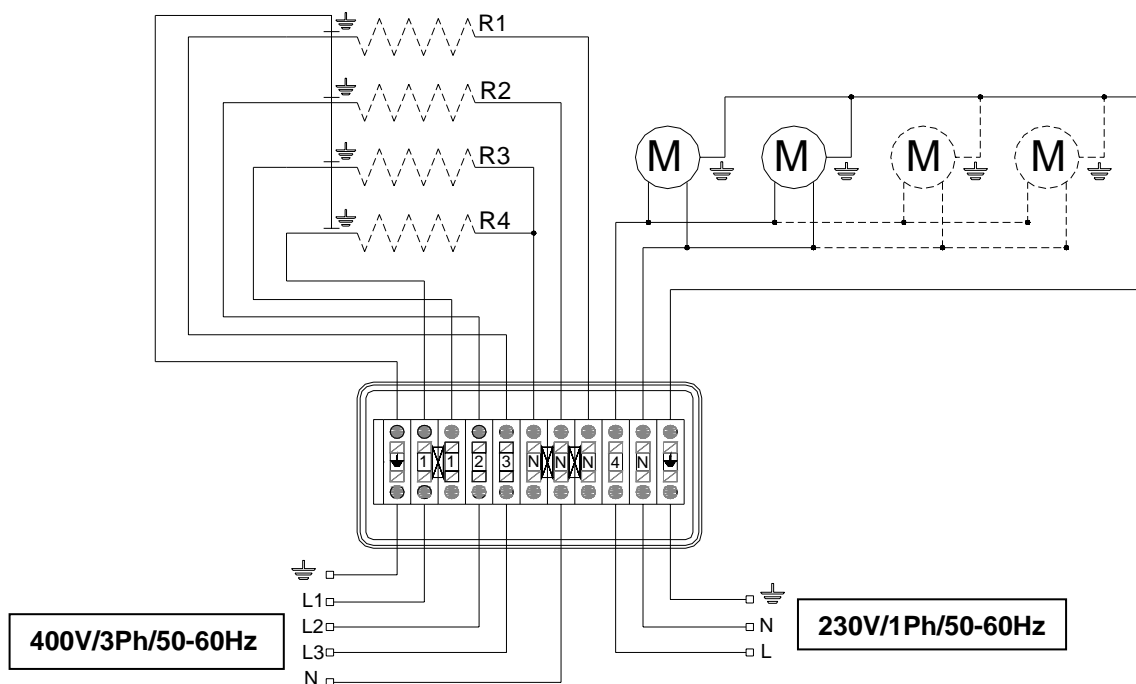 R1
R2
R3
R4
M M M M
1 1 2 3 N N N 4 N
L1
L2
L3
N
400V/3Ph/50-60Hz
N
L
230V/1Ph/50-60Hz